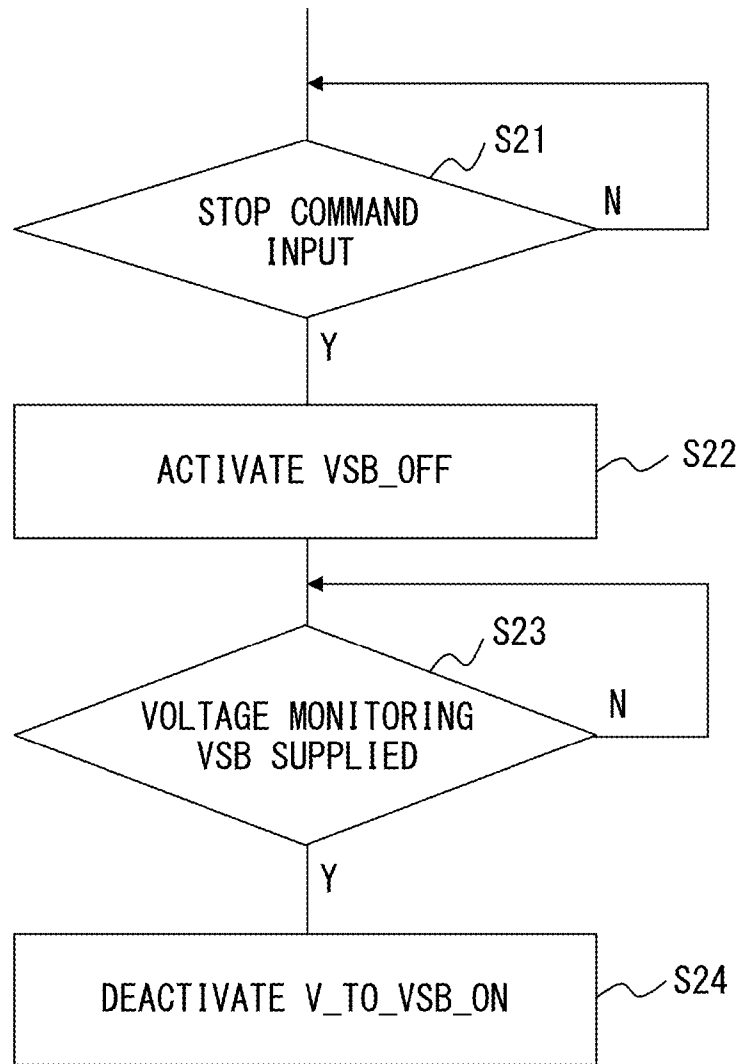 S21
STOP COMMAND
INPUT
N
Y
ACTIVATE VSB_OFF
S22
S23
VOLTAGE MONITORING
VSB SUPPLIED
N
Y
DEACTIVATE V_TO_VSB_ON
S24